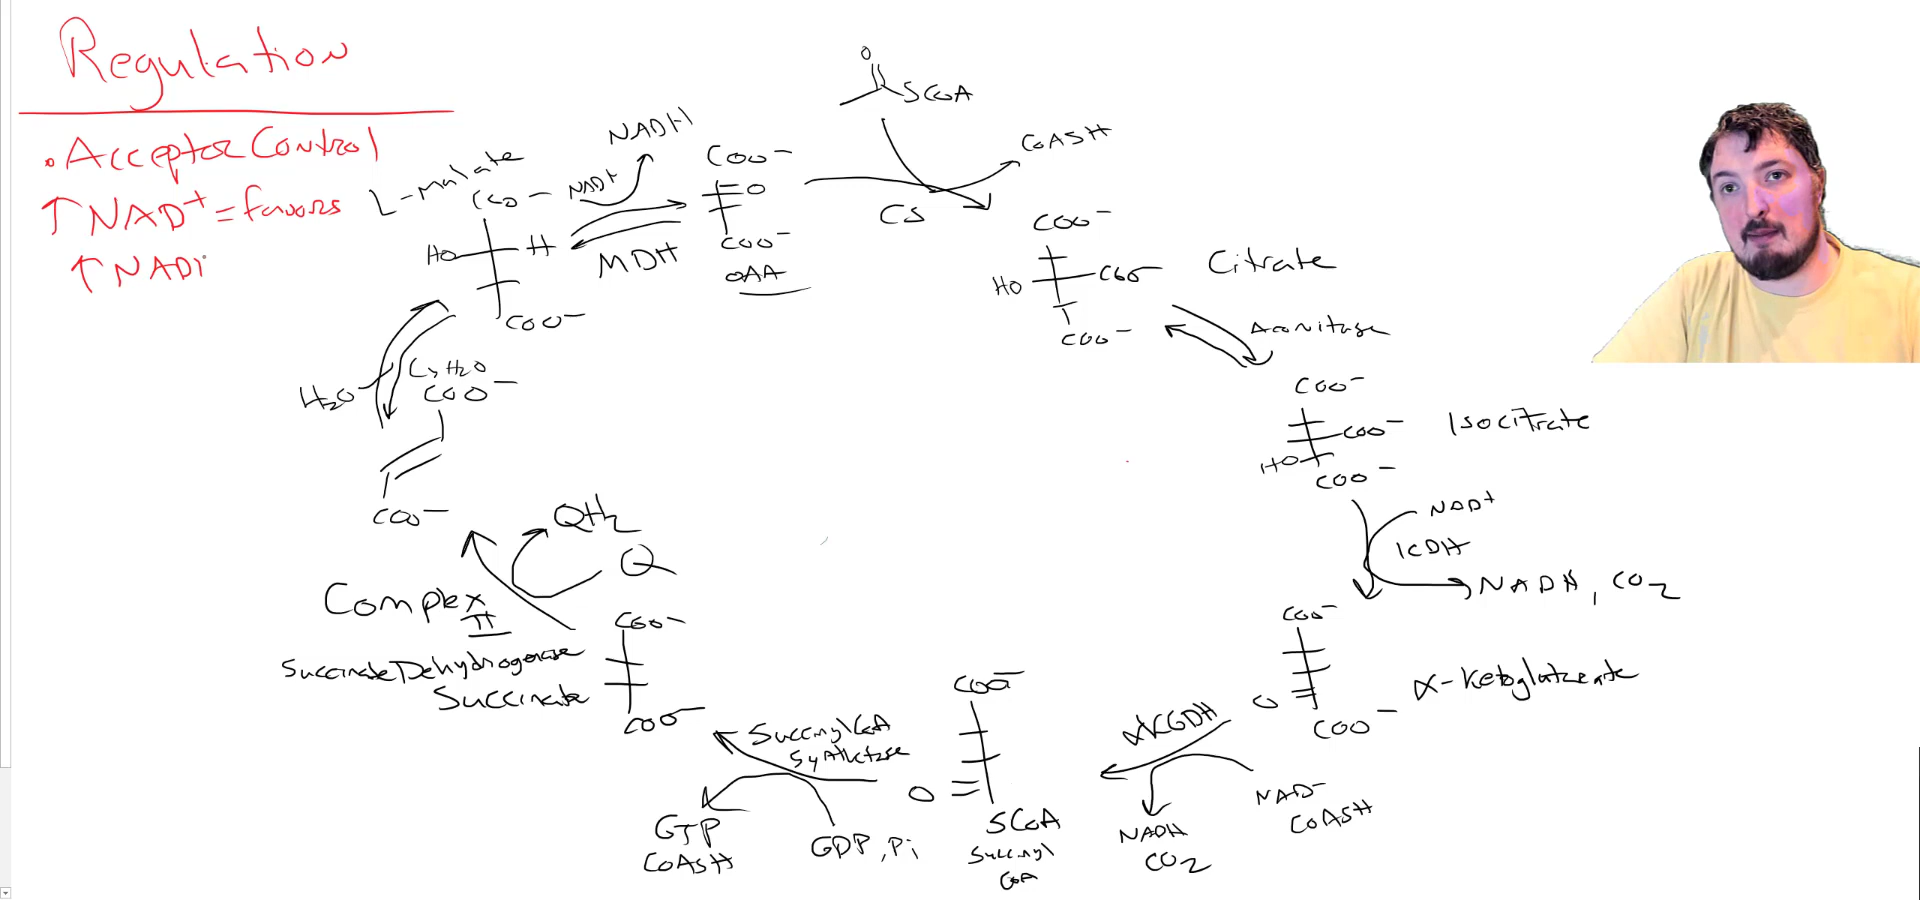 Regulation
• Acceptor Control
↑ NAD+ = favors
↑ NADH
L-malate
COO-
HO
H
COO-
NAD+
NADH
MDH
COO-
O
COO-
OAA
O
SCoA
CoASH
CS
COO-
HO
COO-
COO-
Citrate
Aconitase
COO-
COO-
HO
COO-
Isocitrate
NAD+
ICDH
NADH, CO2
COO-
O
COO-
α-Ketoglutarate
αKGDH
NAD-
CoASH
NADH
CO2
COO-
O
SCoA
Succinyl
CoA
Succinyl CoA
Synthetase
GDP, Pi
GTP
CoASH
COO-
COO-
Succinate Dehydrogenase
Succinate
Complex
II
Q
QH2
COO-
COO-
H2O
H2O